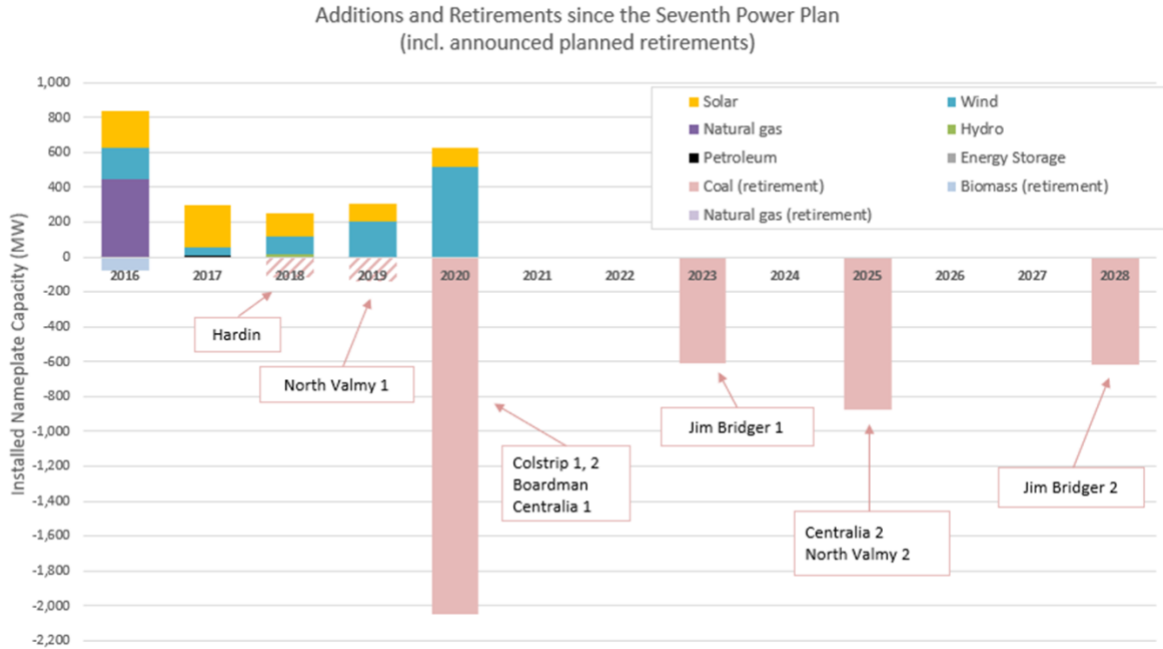 Additions and Retirements since the Seventh Power Plan
(incl. announced planned retirements)
Installed Nameplate Capacity (MW)
1,000
800
600
400
200
0
-200
-400
-600
-800
-1,000
-1,200
-1,400
-1,600
-1,800
-2,000
-2,200
Solar
Wind
Natural gas
Hydro
Petroleum
Energy Storage
Coal (retirement)
Biomass (retirement)
Natural gas (retirement)
2016
2017
2018
2019
2020
2021
2022
2023
2024
2025
2026
2027
2028
Hardin
North Valmy 1
Colstrip 1, 2
Boardman
Centralia 1
Jim Bridger 1
Centralia 2
North Valmy 2
Jim Bridger 2